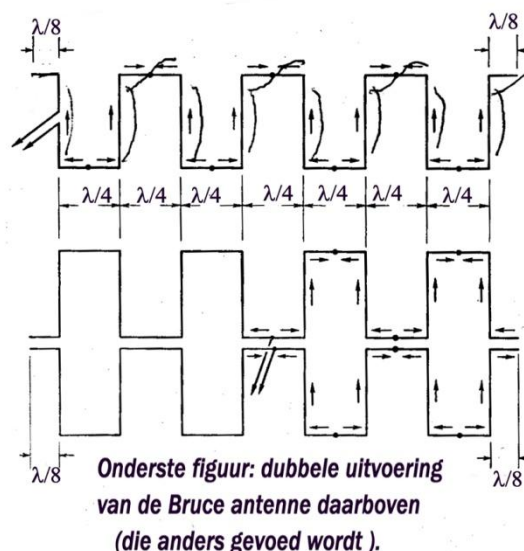 λ/8
λ/8
λ/4 λ/4 λ/4 λ/4 λ/4 λ/4
λ/8
λ/8
Onderste figuur: dubbele uitvoering
van de Bruce antenne daarboven
(die anders gevoed wordt ).